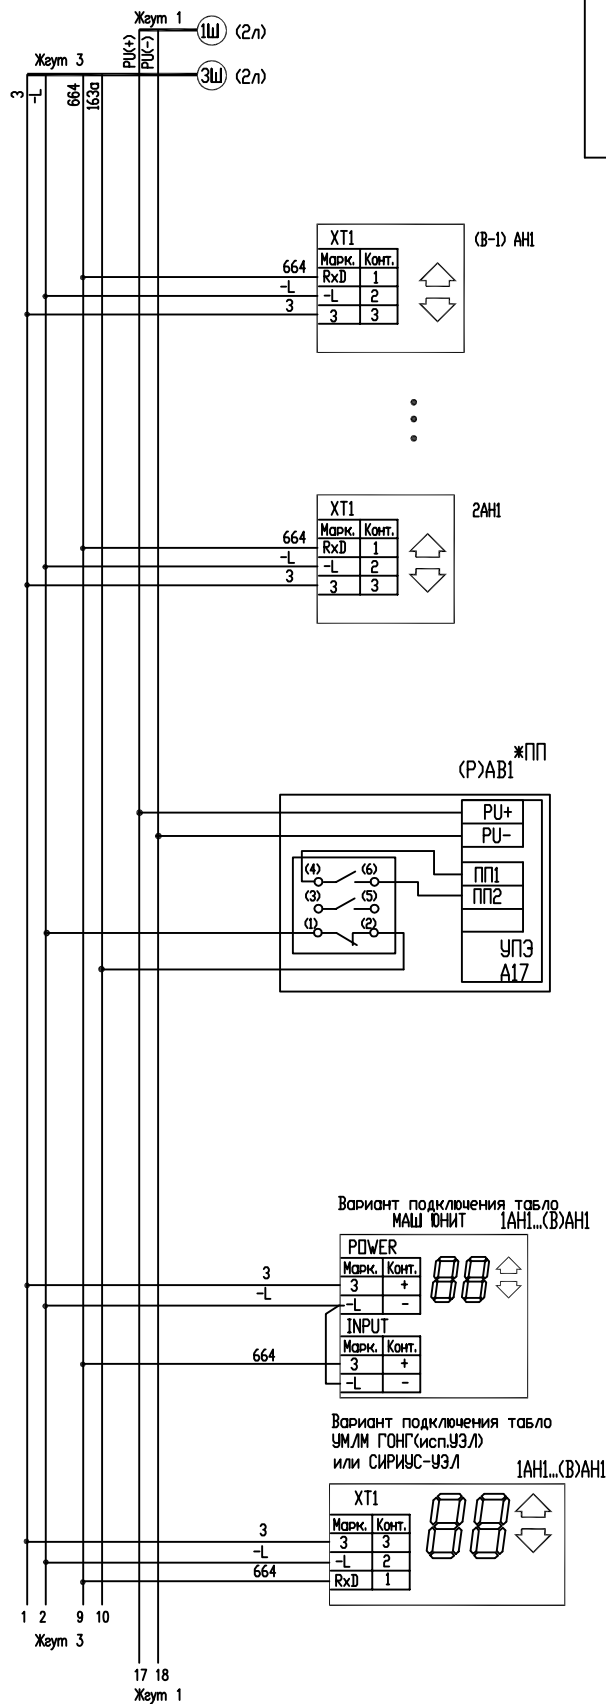 Жгут 1
1Ш (2л)
PU(+)
PU(-)
Жгут 3
3Ш (2л)
3
-L
664
163а
XT1
(В-1) АН1
Марк. Конт.
664 RxD 1
-L -L 2
3 3 3
XT1
2АН1
Марк. Конт.
664 RxD 1
-L -L 2
3 3 3
*ПП
(Р)АВ1
PU+
PU-
(4) (6)
ПП1
(3) (5)
ПП2
(1) (2)
УПЭ
А17
Вариант подключения табло
МАШ ЮНИТ 1АН1...(В)АН1
POWER
Марк. Конт.
3 3 +
-L -L -
INPUT
Марк. Конт.
664 3 +
-L -
Вариант подключения табло
УМЛМ ГОНГ(исп.УЭЛ)
или СИРИУС-УЭЛ
1АН1...(В)АН1
XT1
Марк. Конт.
3 3 3
-L -L 2
664 RxD 1
1 2 9 10
Жгут 3
17 18
Жгут 1